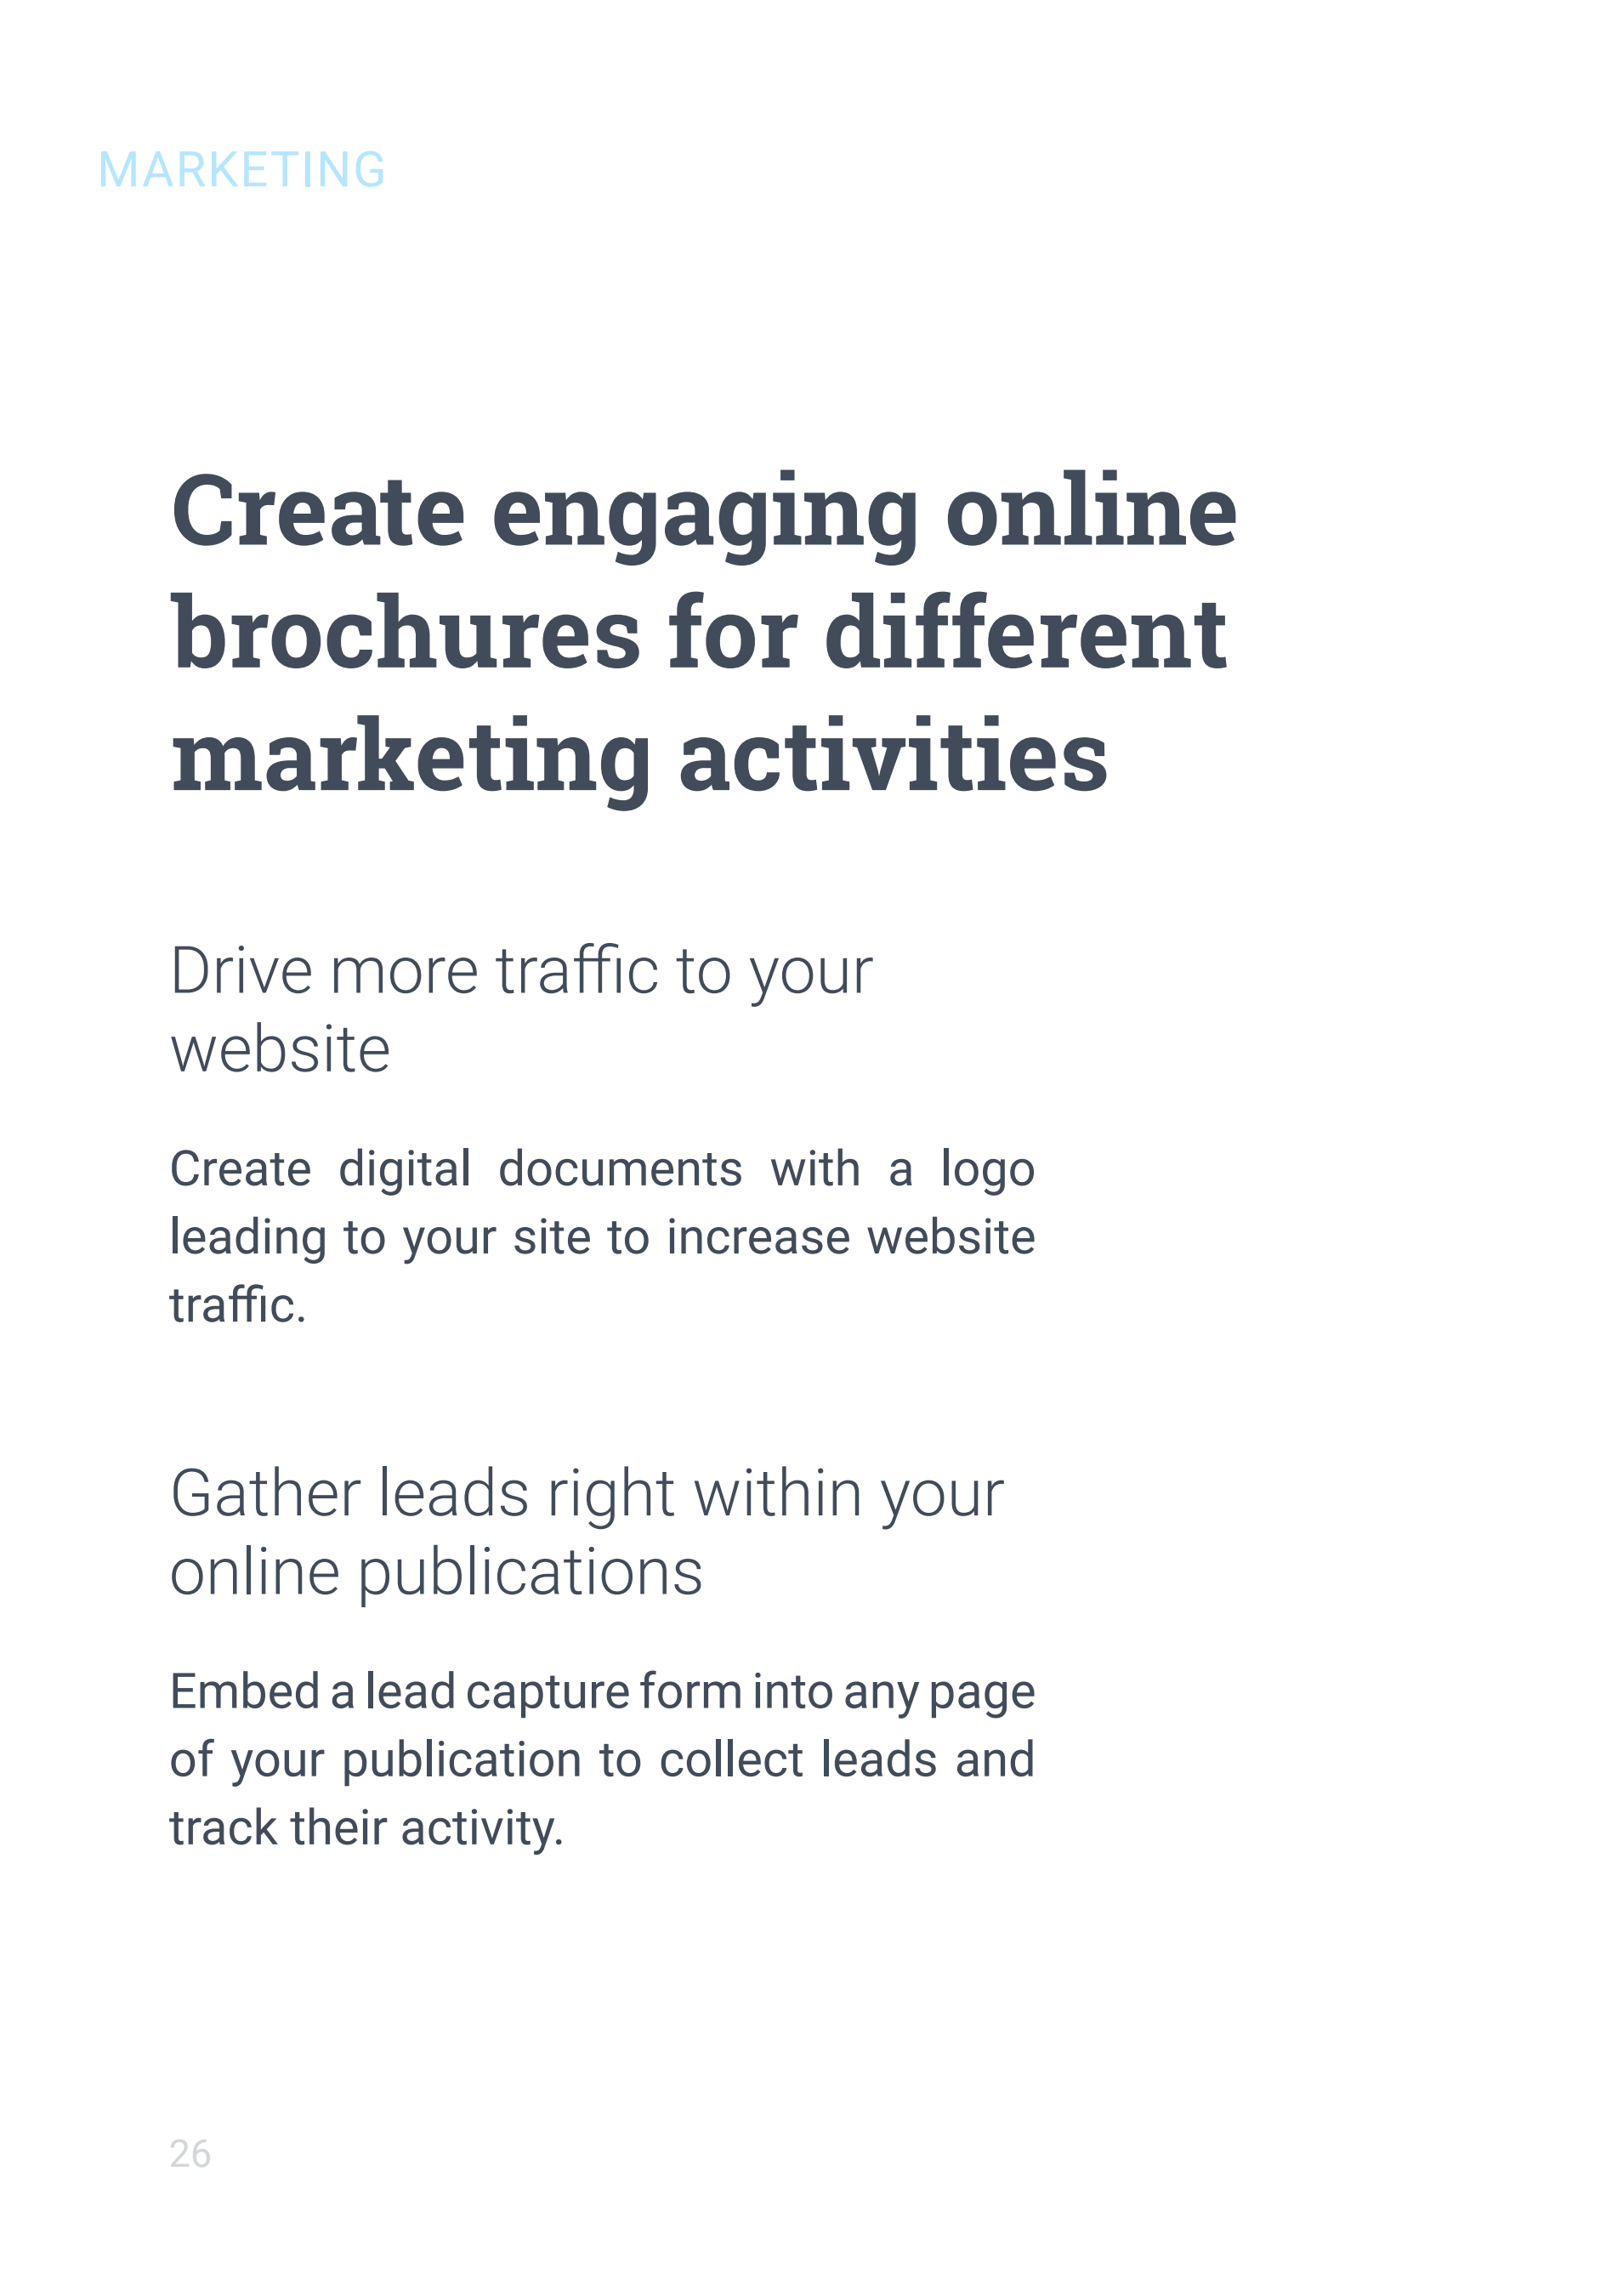 MARKETING
Create engaging online
brochures for different
marketing activities
Drive more traffic to your
website
Create digital documents with a logo
leading to your site to increase website
traffic.
Gather leads right within your
online publications
Embed a lead capture form into any page
of your publication to collect leads and
track their activity.
26